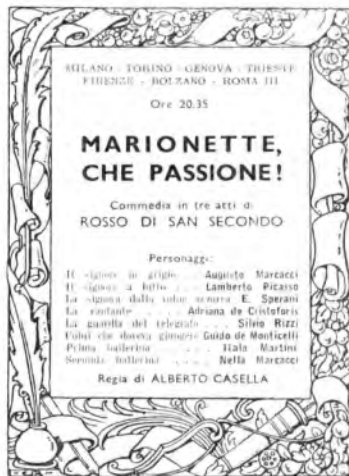 MILANO - TORINO - GENOVA - TRIESTE
FIRENZE - BOLZANO - ROMA III
Ore 20.35
MARIONETTE,
CHE PASSIONE!
Commedia in tre atti di
ROSSO DI SAN SECONDO
Personaggi:
Il signore in grigio . . Augusto Marcacci
Il signore a lutto . . . Lamberto Picasso
La signora dalla volpe azzurra E. Sperani
La cantante . . Adriana de Cristoforis
La guardia del telegrafo . . . Silvio Rizzi
Colui che doveva giungere Guido de Monticelli
Prima ballerina . . . . Itala Martini
Seconda ballerina . . . . Nella Marcacci
Regia di ALBERTO CASELLA